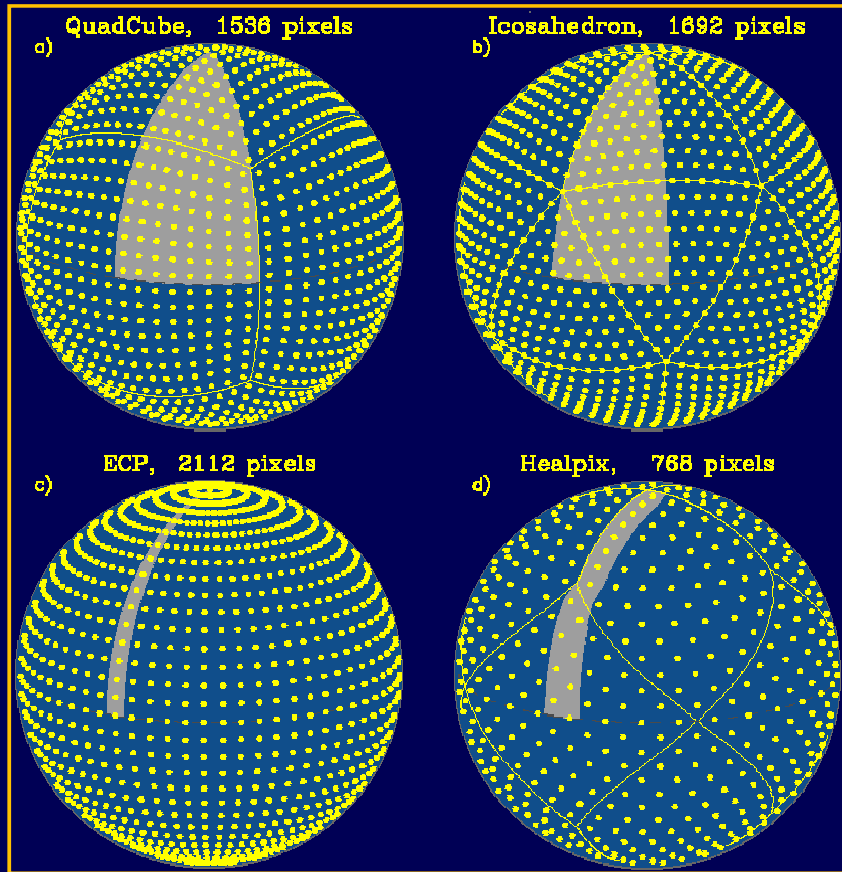 QuadCube, 1536 pixels
a)
Icosahedron, 1692 pixels
b)
ECP, 2112 pixels
c)
Healpix, 768 pixels
d)